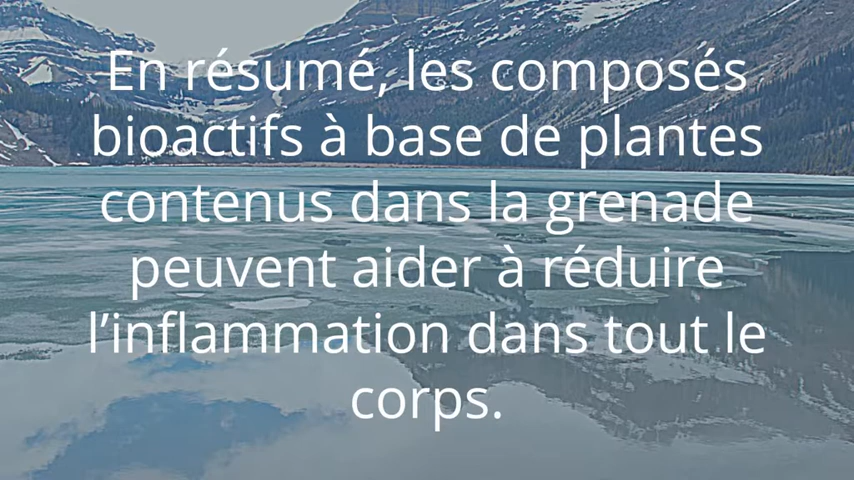 En résumé, les composés
bioactifs à base de plantes
contenus dans la grenade
peuvent aider à réduire
l’inflammation dans tout le
corps.